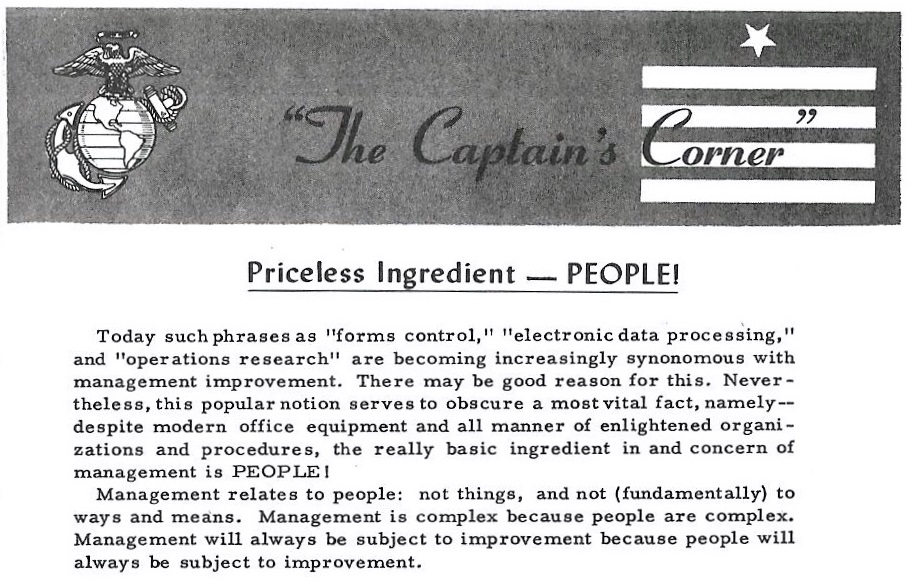 "The Captain's Corner"
Priceless Ingredient — PEOPLE!
Today such phrases as "forms control," "electronic data processing,"
and "operations research" are becoming increasingly synonomous with
management improvement. There may be good reason for this. Never-
theless, this popular notion serves to obscure a most vital fact, namely--
despite modern office equipment and all manner of enlightened organi-
zations and procedures, the really basic ingredient in and concern of
management is PEOPLE!
Management relates to people: not things, and not (fundamentally) to
ways and means. Management is complex because people are complex.
Management will always be subject to improvement because people will
always be subject to improvement.